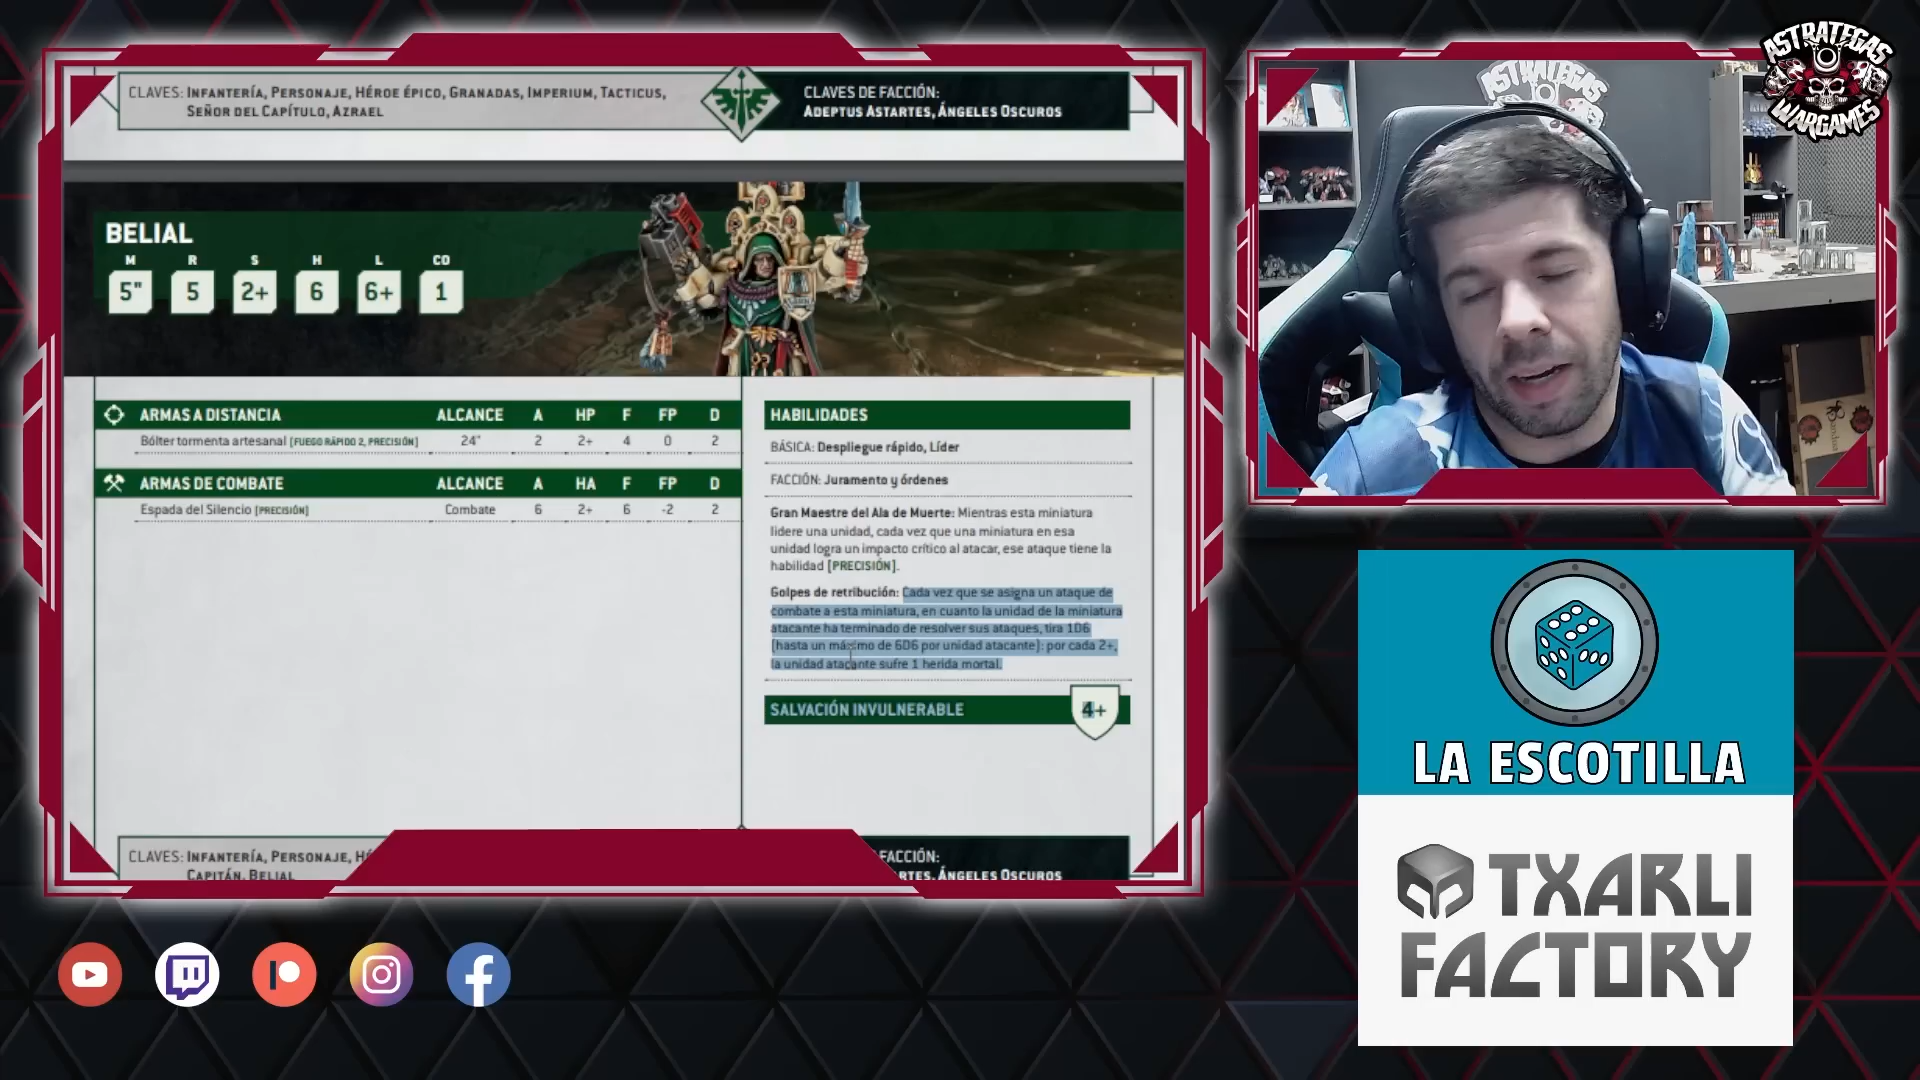 CLAVES: INFANTERÍA, PERSONAJE, HÉROE ÉPICO, GRANADAS, IMPERIUM, TACTICUS,
SEÑOR DEL CAPÍTULO, AZRAEL
CLAVES DE FACCIÓN:
ADEPTUS ASTARTES, ÁNGELES OSCUROS
BELIAL
M R S H L CO
5" 5 2+ 6 6+ 1
ARMAS A DISTANCIA ALCANCE A HP F FP D
Bólter tormenta artesanal [FUEGO RÁPIDO 2, PRECISIÓN] 24" 2 2+ 4 0 2
ARMAS DE COMBATE ALCANCE A HA F FP D
Espada del Silencio [PRECISIÓN] Combate 6 2+ 6 -2 2
HABILIDADES
BÁSICA: Despliegue rápido, Líder
FACCIÓN: Juramento y órdenes
Gran Maestre del Ala de Muerte: Mientras esta miniatura
lidere una unidad, cada vez que una miniatura en esa
unidad logra un impacto crítico al atacar, ese ataque tiene la
habilidad [PRECISIÓN].
Golpes de retribución: Cada vez que se asigna un ataque de
combate a esta miniatura, en cuanto la unidad de la miniatura
atacante ha terminado de resolver sus ataques, tira 1D6
(hasta un máximo de 6D6 por unidad atacante): por cada 2+,
la unidad atacante sufre 1 herida mortal.
SALVACIÓN INVULNERABLE 4+
CLAVES: INFANTERÍA, PERSONAJE, HÉ
CAPITÁN, BELIAL
FACCIÓN:
RTES, ÁNGELES OSCUROS
ASTRATEGAS
WARGAMES
ASTRATEGAS
LA ESCOTILLA
TXARLI
FACTORY